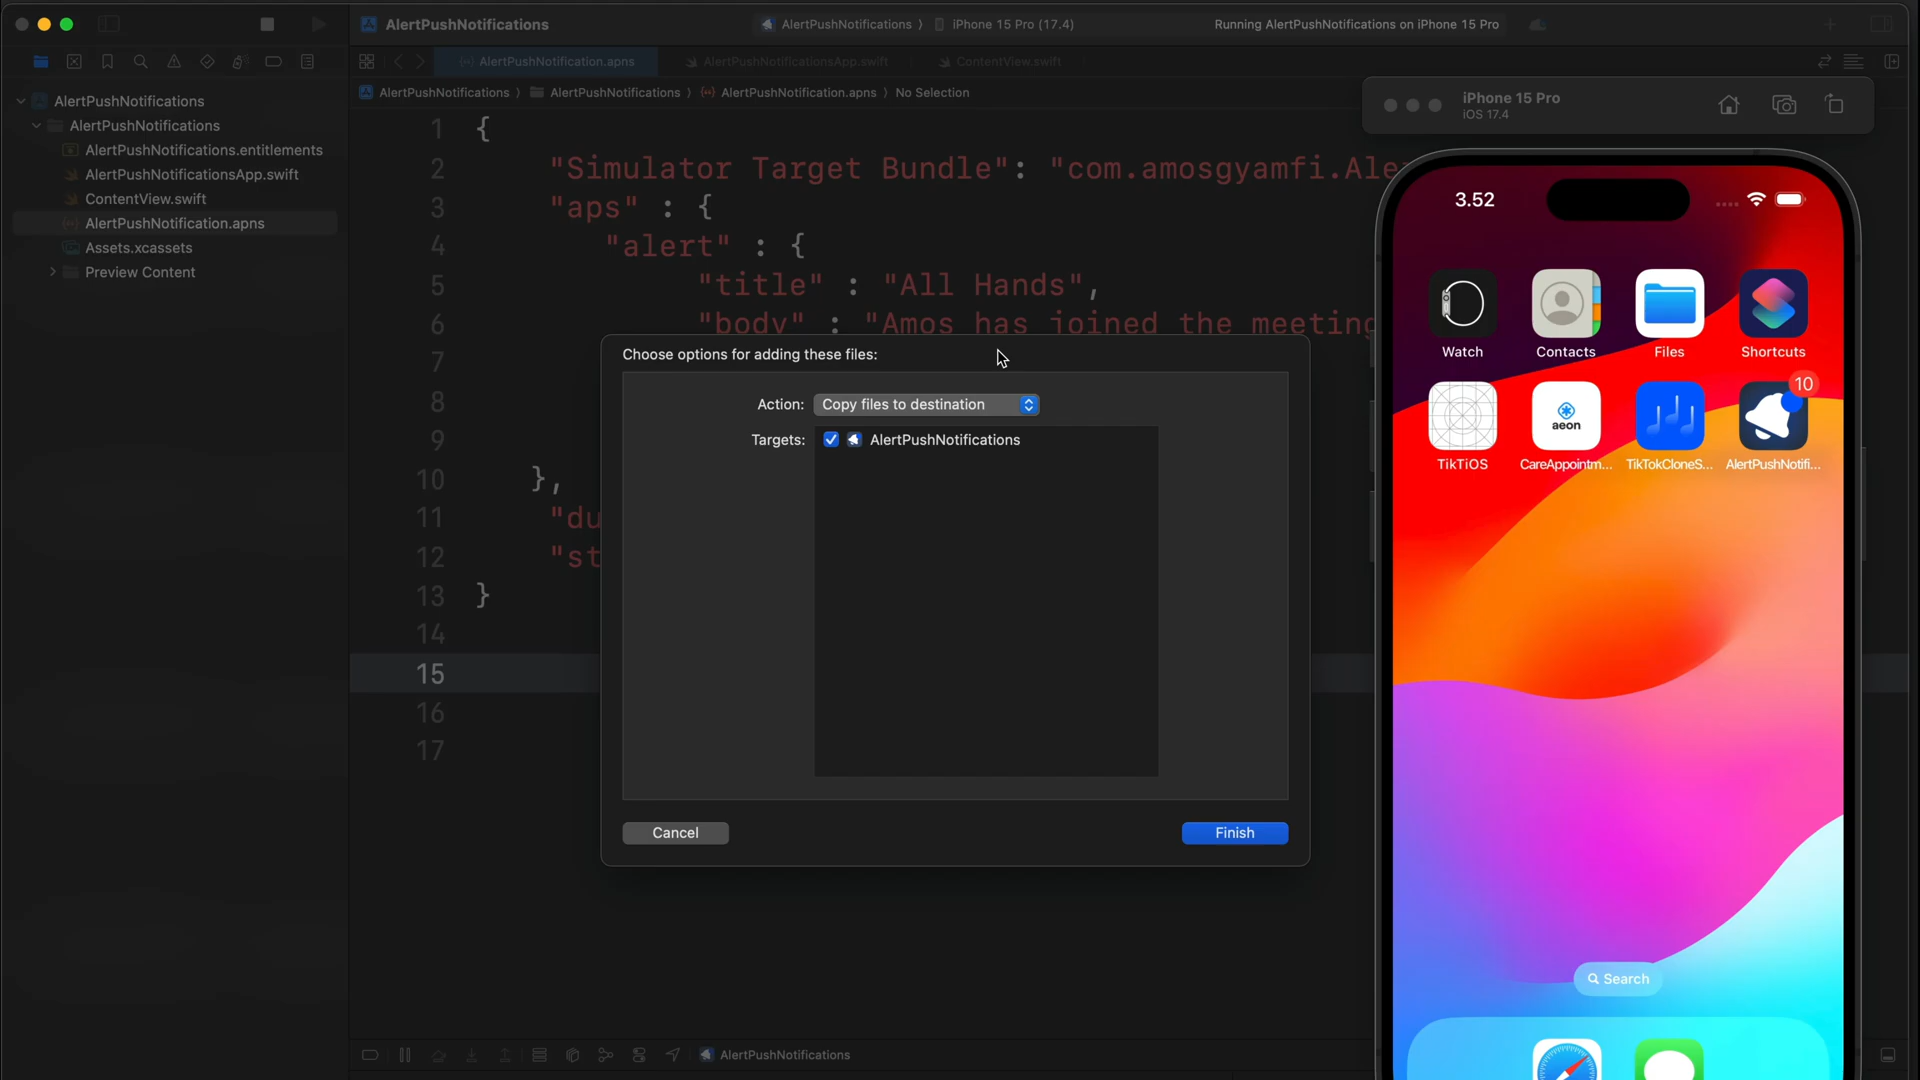 AlertPushNotifications
AlertPushNotifications 〉 iPhone 15 Pro (17.4)
Running AlertPushNotifications on iPhone 15 Pro
AlertPushNotification.apns
AlertPushNotificationsApp.swift
ContentView.swift
AlertPushNotifications 〉 AlertPushNotifications 〉 AlertPushNotification.apns 〉 No Selection
AlertPushNotifications
AlertPushNotifications
AlertPushNotifications.entitlements
AlertPushNotificationsApp.swift
ContentView.swift
AlertPushNotification.apns
Assets.xcassets
Preview Content
1 {
2 "Simulator Target Bundle": "com.amosgyamfi.Ale
3 "aps" : {
4 "alert" : {
5 "title" : "All Hands",
6 "body" : "Amos has joined the meeting
7
8
9
10 },
11 "du
12 "st
13 }
14
15
16
17
Choose options for adding these files:
Action: Copy files to destination
Targets: AlertPushNotifications
Cancel
Finish
iPhone 15 Pro
iOS 17.4
3.52
Watch
Contacts
Files
Shortcuts
10
aeon
TikTiOS
CareAppointm...
TikTokCloneS...
AlertPushNotifi...
Search
AlertPushNotifications